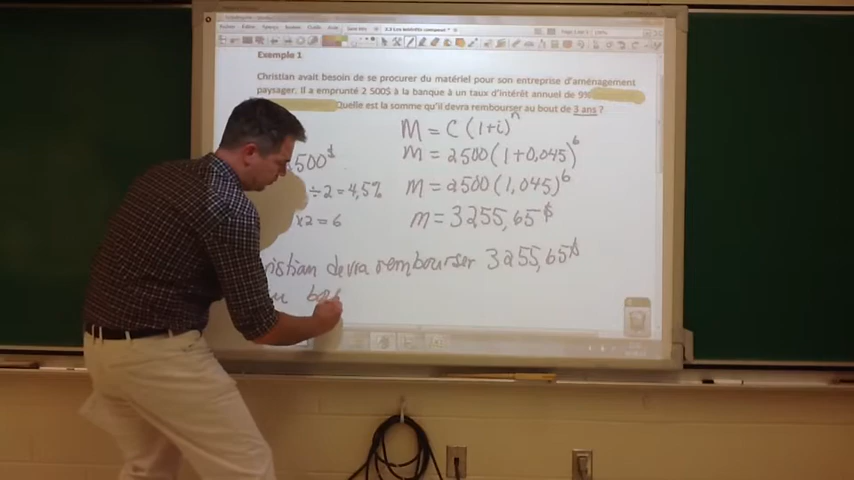 Exemple 1
Christian avait besoin de se procurer du matériel pour son entreprise d'aménagement
paysager. Il a emprunté 2 500$ à la banque à un taux d'intérêt annuel de 9%
Quelle est la somme qu'il devra rembourser au bout de 3 ans ?
M = C (1+i)^n
500$
M = 2500 (1+0,045)^6
÷2 = 4,5%
M = 2500 (1,045)^6
x2 = 6
M = 3255,65$
ristian devra rembourser 3255,65$